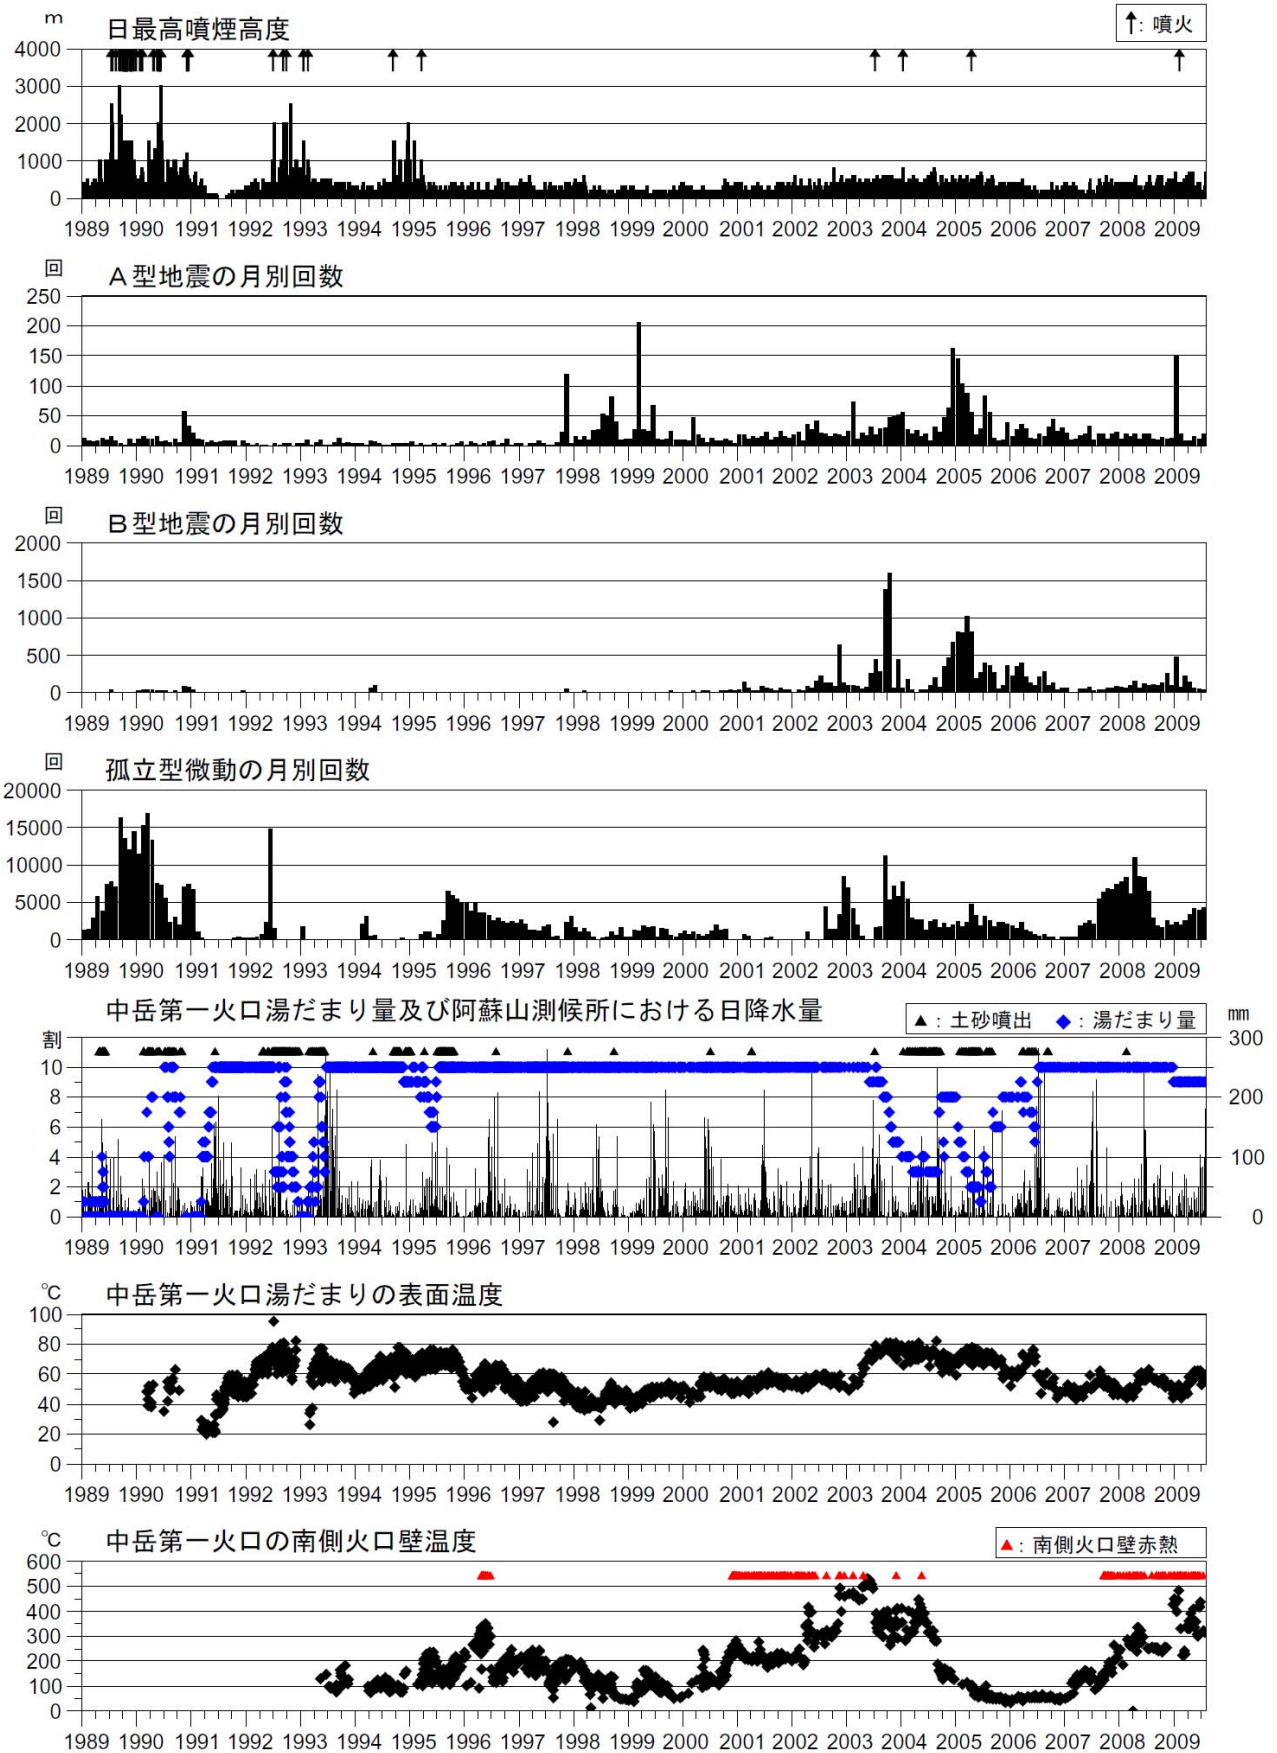 m 日最高噴煙高度 ↑: 噴火
4000
3000
2000
1000
0
1989 1990 1991 1992 1993 1994 1995 1996 1997 1998 1999 2000 2001 2002 2003 2004 2005 2006 2007 2008 2009
回 A型地震の月別回数
250
200
150
100
50
0
1989 1990 1991 1992 1993 1994 1995 1996 1997 1998 1999 2000 2001 2002 2003 2004 2005 2006 2007 2008 2009
回 B型地震の月別回数
2000
1500
1000
500
0
1989 1990 1991 1992 1993 1994 1995 1996 1997 1998 1999 2000 2001 2002 2003 2004 2005 2006 2007 2008 2009
回 孤立型微動の月別回数
20000
15000
10000
5000
0
1989 1990 1991 1992 1993 1994 1995 1996 1997 1998 1999 2000 2001 2002 2003 2004 2005 2006 2007 2008 2009
中岳第一火口湯だまり量及び阿蘇山測候所における日降水量 ▲: 土砂噴出 ◆: 湯だまり量 mm
割 300
10
8 200
6
4 100
2
0 0
1989 1990 1991 1992 1993 1994 1995 1996 1997 1998 1999 2000 2001 2002 2003 2004 2005 2006 2007 2008 2009
℃ 中岳第一火口湯だまりの表面温度
100
80
60
40
20
0
1989 1990 1991 1992 1993 1994 1995 1996 1997 1998 1999 2000 2001 2002 2003 2004 2005 2006 2007 2008 2009
℃ 中岳第一火口の南側火口壁温度 ▲: 南側火口壁赤熱
600
500
400
300
200
100
0
1989 1990 1991 1992 1993 1994 1995 1996 1997 1998 1999 2000 2001 2002 2003 2004 2005 2006 2007 2008 2009